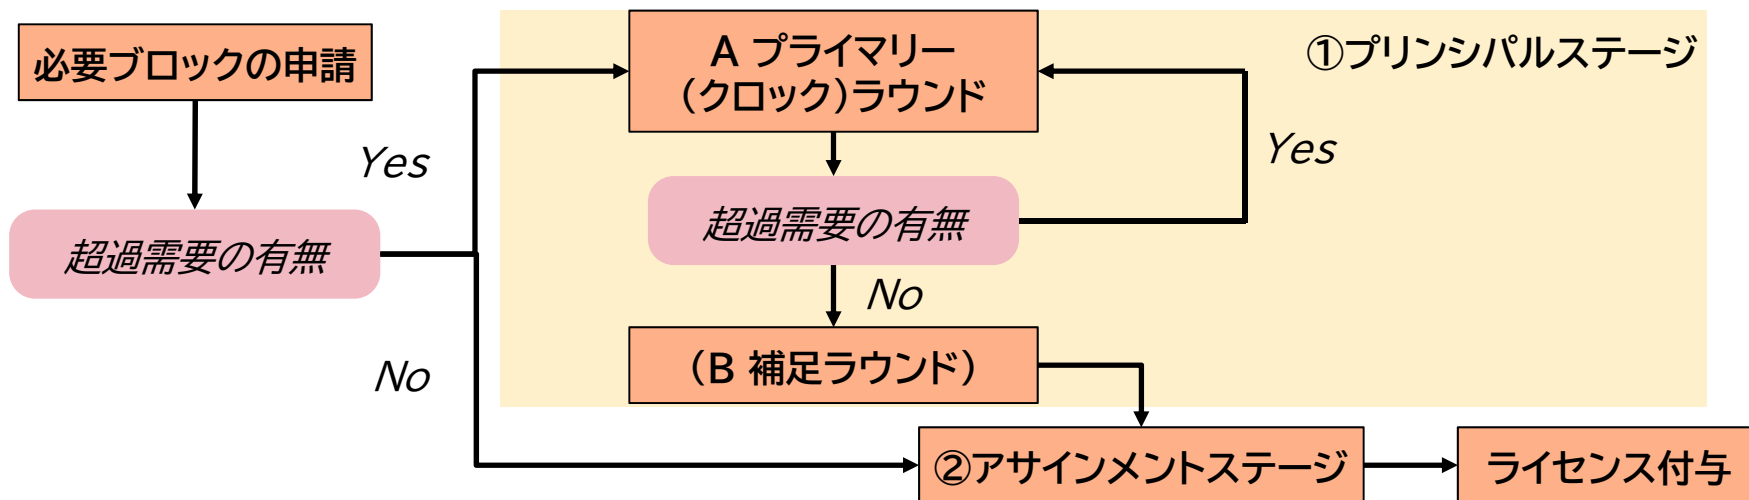 必要ブロックの申請
A プライマリー
（クロック）ラウンド
①プリンシパルステージ
Yes
Yes
超過需要の有無
超過需要の有無
No
（B 補足ラウンド）
No
②アサインメントステージ
ライセンス付与